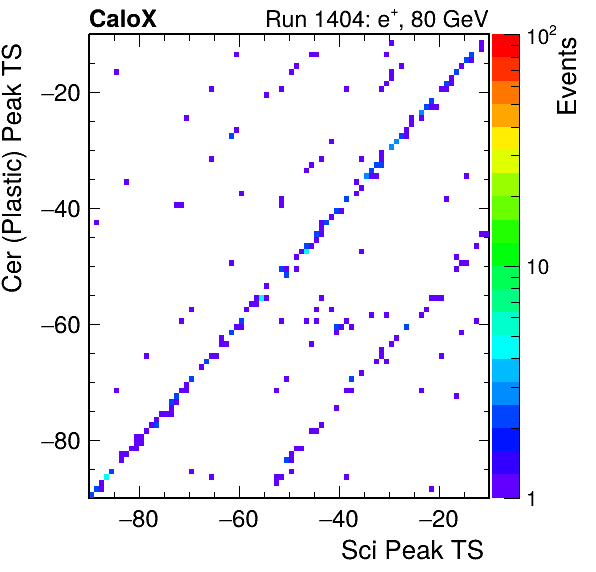 CaloX Run 1404: e⁺, 80 GeV
Cer (Plastic) Peak TS
−20
−40
−60
−80
−80 −60 −40 −20
Sci Peak TS
10²
10
1
Events